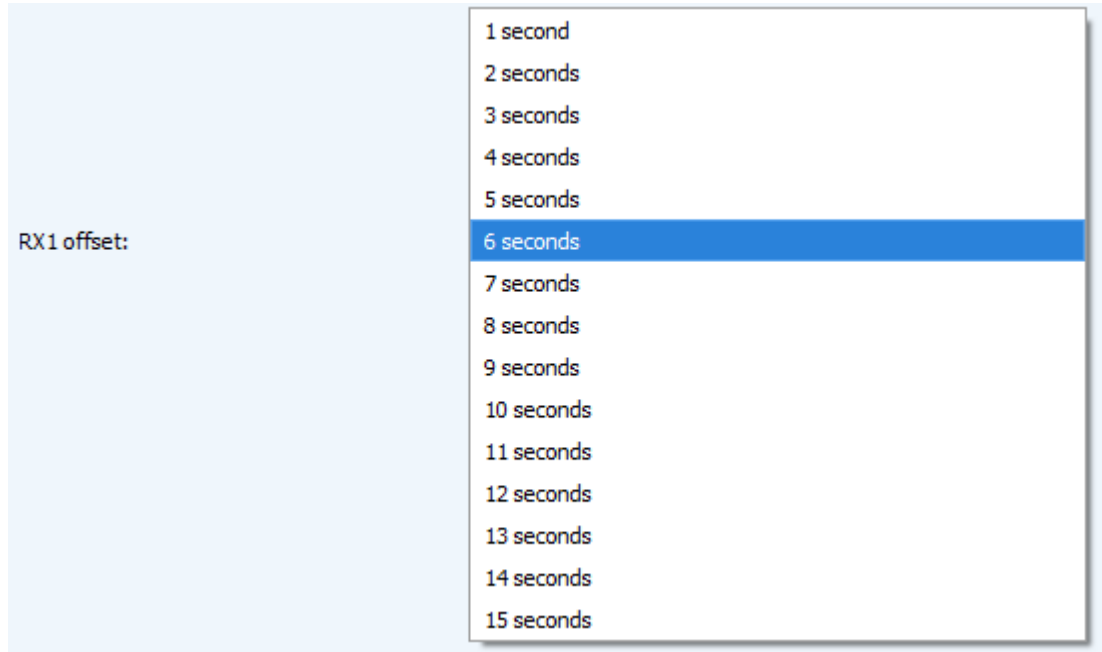 1 second
2 seconds
3 seconds
4 seconds
5 seconds
RX1 offset:
6 seconds
7 seconds
8 seconds
9 seconds
10 seconds
11 seconds
12 seconds
13 seconds
14 seconds
15 seconds